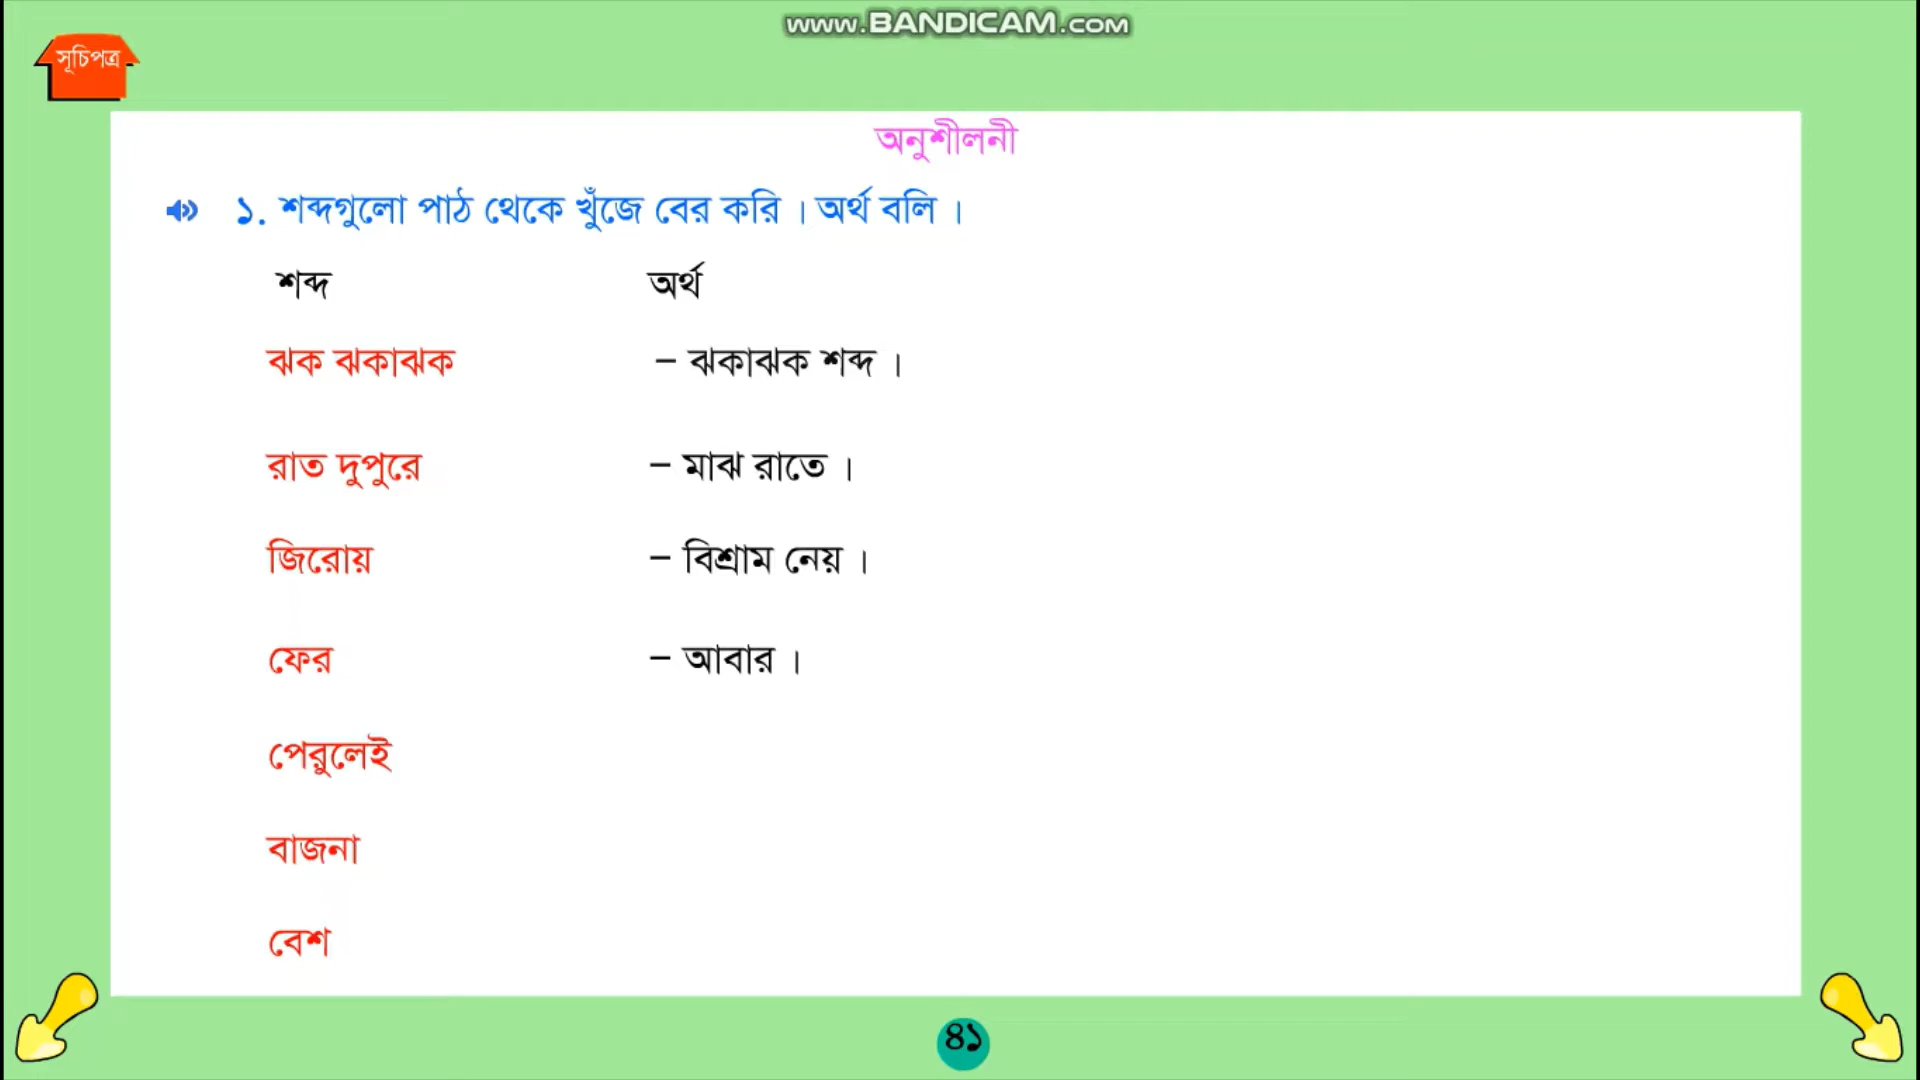 www.BANDICAM.com
সূচিপত্র
অনুশীলনী
১. শব্দগুলো পাঠ থেকে খুঁজে বের করি । অর্থ বলি ।
শব্দ অর্থ
ঝক ঝকাঝক – ঝকাঝক শব্দ ।
রাত দুপুরে – মাঝ রাতে ।
জিরোয় – বিশ্রাম নেয় ।
ফের – আবার ।
পেরুলেই
বাজনা
বেশ
৪১